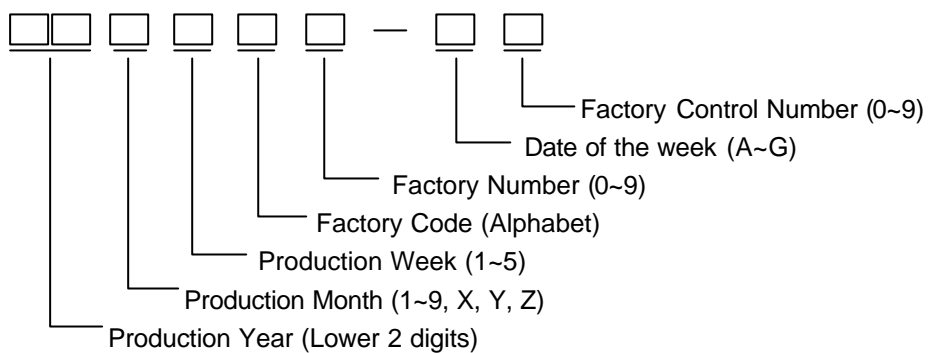 Factory Control Number (0~9)
Date of the week (A~G)
Factory Number (0~9)
Factory Code (Alphabet)
Production Week (1~5)
Production Month (1~9, X, Y, Z)
Production Year (Lower 2 digits)